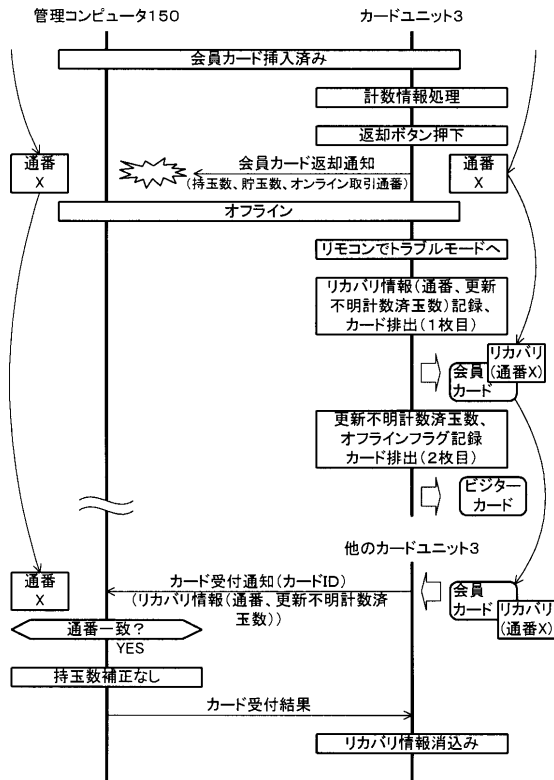 管理コンピュータ150
カードユニット3
会員カード挿入済み
計数情報処理
返却ボタン押下
通番
X
会員カード返却通知
(持玉数、貯玉数、オンライン取引通番)
通番
X
オフライン
リモコンでトラブルモードへ
リカバリ情報(通番、更新
不明計数済玉数)記録、
カード排出(1枚目)
リカバリ
(通番X)
会員
カード
更新不明計数済玉数、
オフラインフラグ記録
カード排出(2枚目)
ビジター
カード
他のカードユニット3
通番
X
カード受付通知(カードID)
(リカバリ情報(通番、更新不明計数済
玉数))
会員
カード
リカバリ
(通番X)
通番一致?
YES
持玉数補正なし
カード受付結果
リカバリ情報消込み